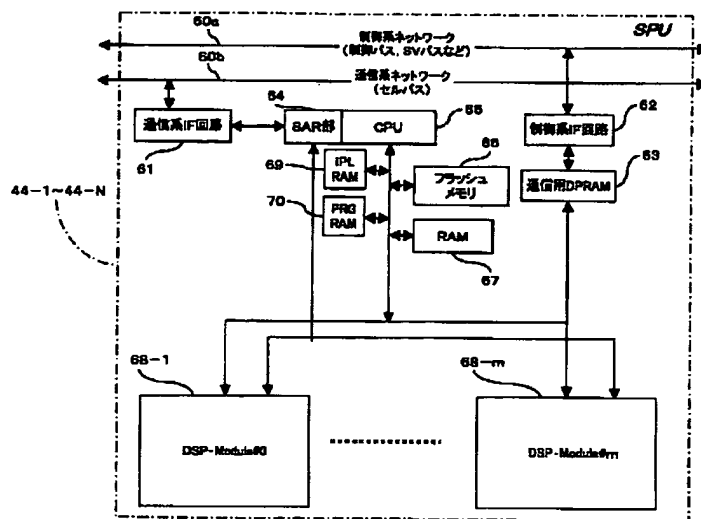 60a
制御系ネットワーク
(制御バス, SVバスなど)
SPU
60b
通信系ネットワーク
(セルバス)
64
65
62
通信系IF回路
SAR部
CPU
制御系IF回路
61
69
IPL
RAM
66
フラッシュ
メモリ
63
通信用DPRAM
44-1~44-N
70
PRG
RAM
RAM
67
68-1
68-m
DSP-Module#0
DSP-Module#m